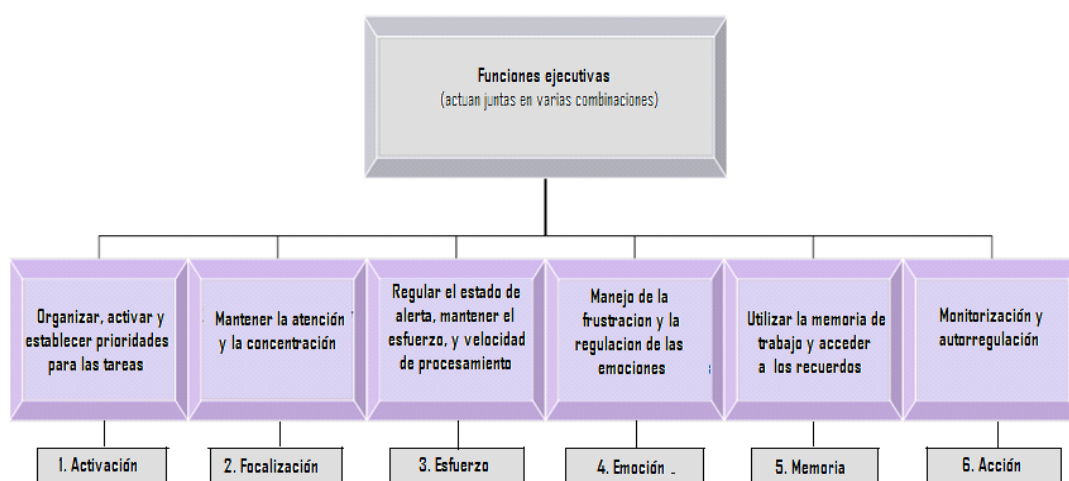 Funciones ejecutivas
(actuan juntas en varias combinaciones)
Organizar, activar y
establecer prioridades
para las tareas
Mantener la atención
y la concentración
Regular el estado de
alerta, mantener el
esfuerzo, y velocidad
de procesamiento
Manejo de la
frustracion y la
regulacion de las
emociones
Utilizar la memoria de
trabajo y acceder
a los recuerdos
Monitorización y
autorregulación
1. Activación
2. Focalización
3. Esfuerzo
4. Emoción
5. Memoria
6. Acción